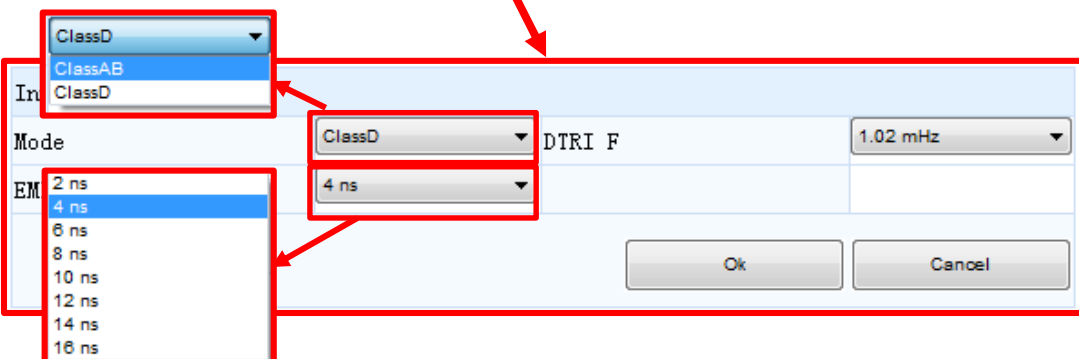 ClassD
ClassAB
ClassD
In
Mode
ClassD
DTRI F
1.02 mHz
EM
4 ns
2 ns
4 ns
6 ns
8 ns
10 ns
12 ns
14 ns
16 ns
Ok
Cancel